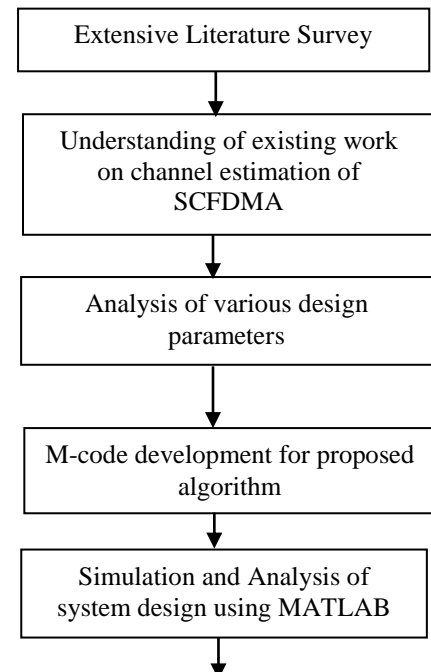 Extensive Literature Survey
Understanding of existing work
on channel estimation of
SCFDMA
Analysis of various design
parameters
M-code development for proposed
algorithm
Simulation and Analysis of
system design using MATLAB